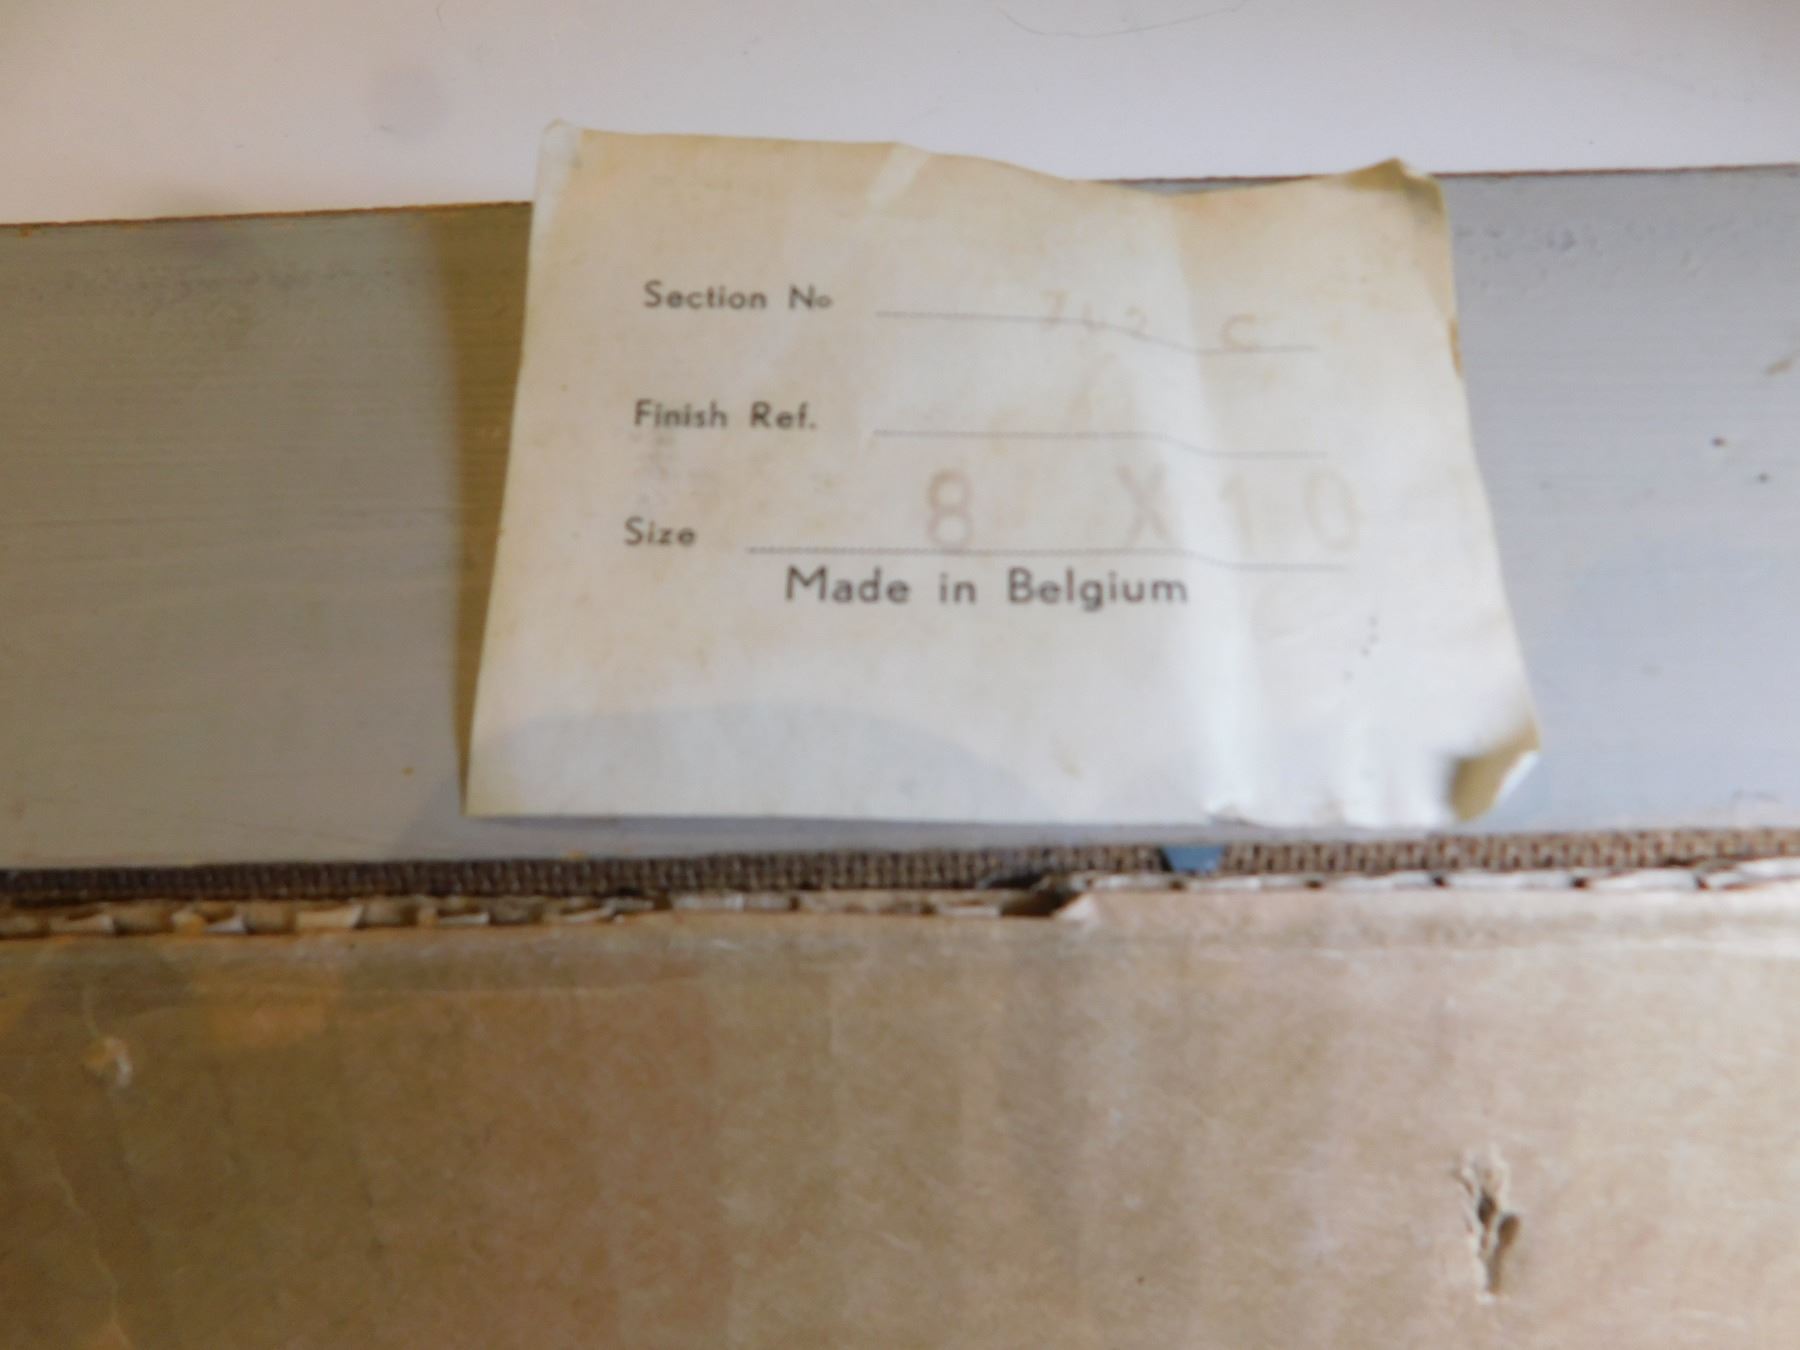 Section No C
Finish Ref.
Size 8 X 10
Made in Belgium